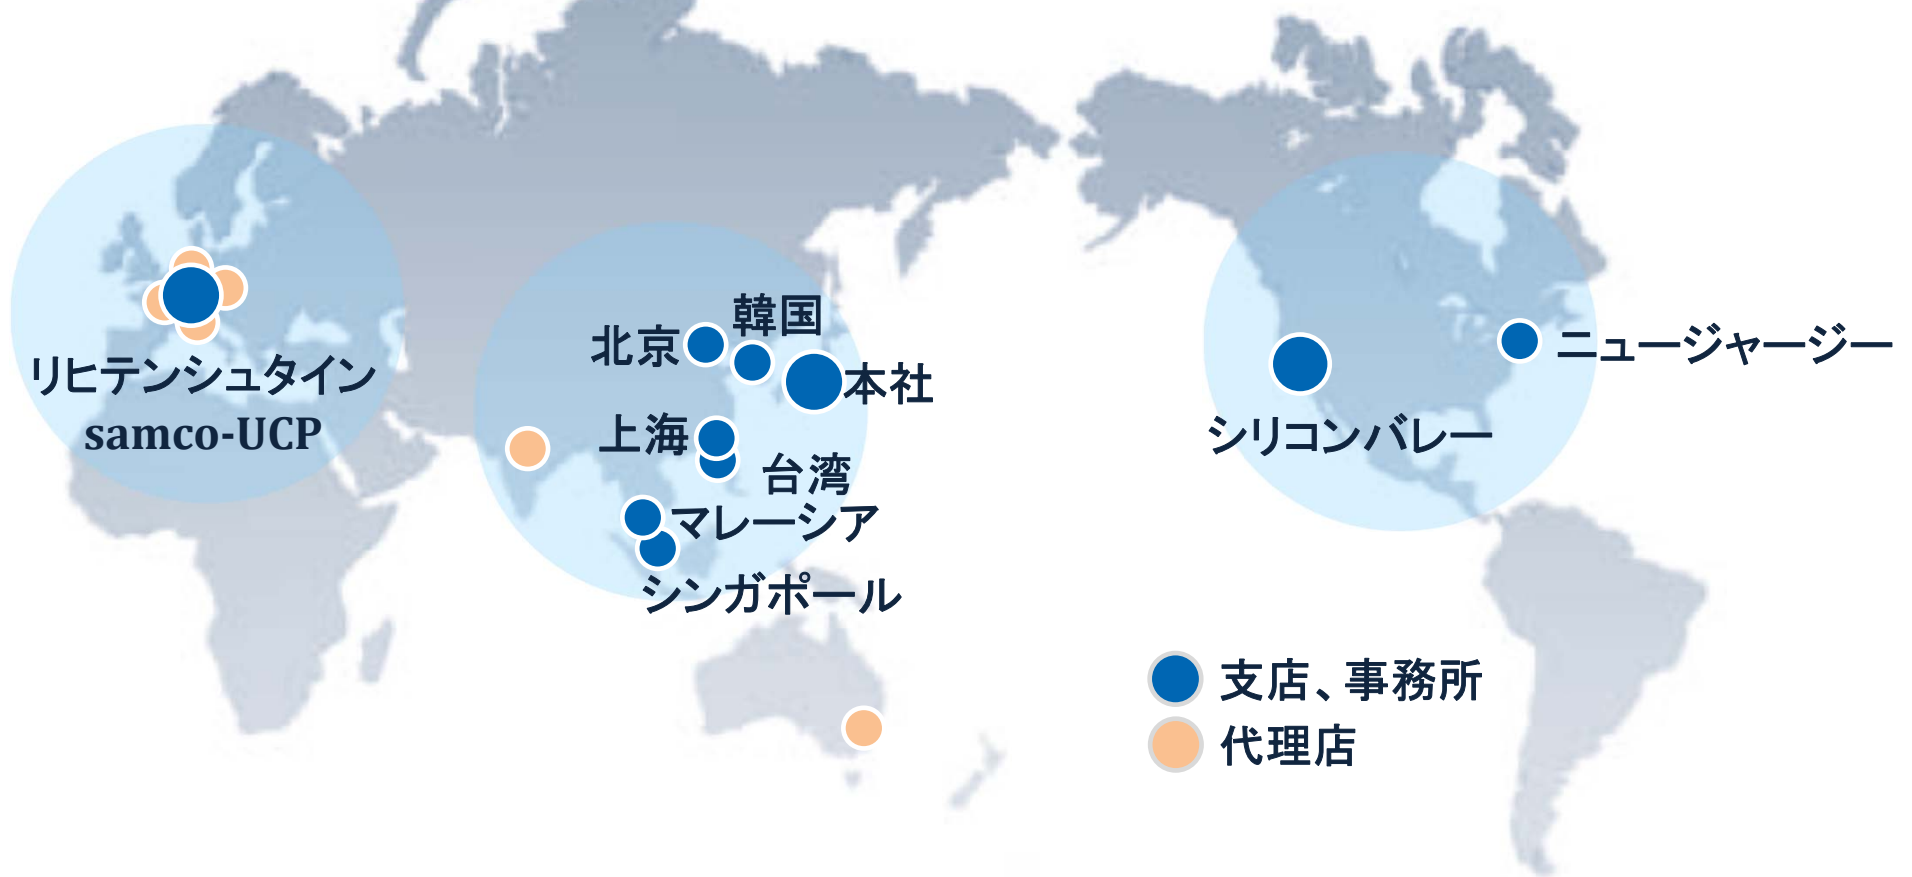 リヒテンシュタイン
samco-UCP
北京
韓国
本社
上海
台湾
マレーシア
シンガポール
シリコンバレー
ニュージャージー
支店、事務所
代理店